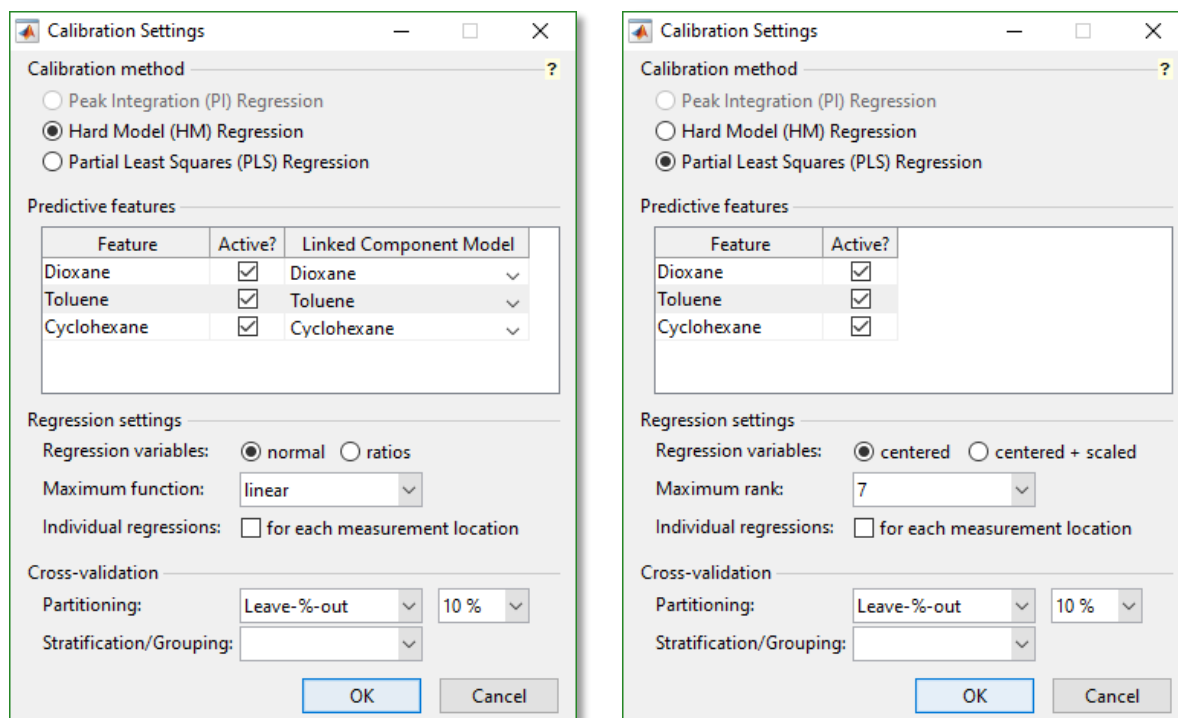 Calibration Settings
Calibration method ?
Peak Integration (PI) Regression
Hard Model (HM) Regression
Partial Least Squares (PLS) Regression
Predictive features
Feature Active? Linked Component Model
Dioxane Dioxane
Toluene Toluene
Cyclohexane Cyclohexane
Regression settings
Regression variables: normal ratios
Maximum function: linear
Individual regressions: for each measurement location
Cross-validation
Partitioning: Leave-%-out 10 %
Stratification/Grouping:
OK Cancel
Calibration Settings
Calibration method ?
Peak Integration (PI) Regression
Hard Model (HM) Regression
Partial Least Squares (PLS) Regression
Predictive features
Feature Active?
Dioxane
Toluene
Cyclohexane
Regression settings
Regression variables: centered centered + scaled
Maximum rank: 7
Individual regressions: for each measurement location
Cross-validation
Partitioning: Leave-%-out 10 %
Stratification/Grouping:
OK Cancel